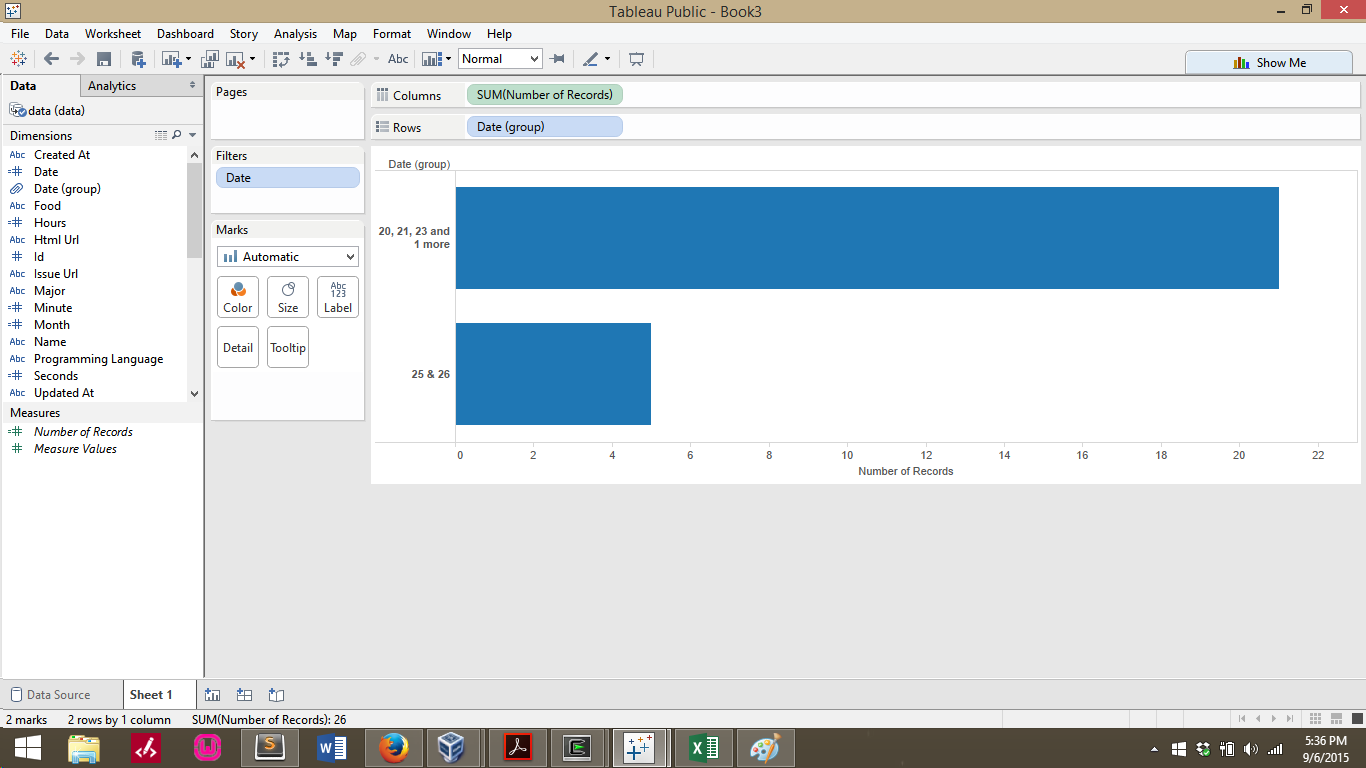 Tableau Public - Book3
File Data Worksheet Dashboard Story Analysis Map Format Window Help
Abc Normal Show Me
Data Analytics
data (data)
Dimensions
Abc Created At
# Date
Date (group)
Abc Food
# Hours
Abc Html Url
# Id
Abc Issue Url
Abc Major
# Minute
# Month
Abc Name
Abc Programming Language
# Seconds
Abc Updated At
Measures
# Number of Records
# Measure Values
Pages
Filters
Date
Marks
Automatic
Abc
123
Color Size Label
Detail Tooltip
Columns SUM(Number of Records)
Rows Date (group)
Date (group)
20, 21, 23 and
1 more
25 & 26
0 2 4 6 8 10 12 14 16 18 20 22
Number of Records
Data Source Sheet 1
2 marks 2 rows by 1 column SUM(Number of Records): 26
5:36 PM
9/6/2015